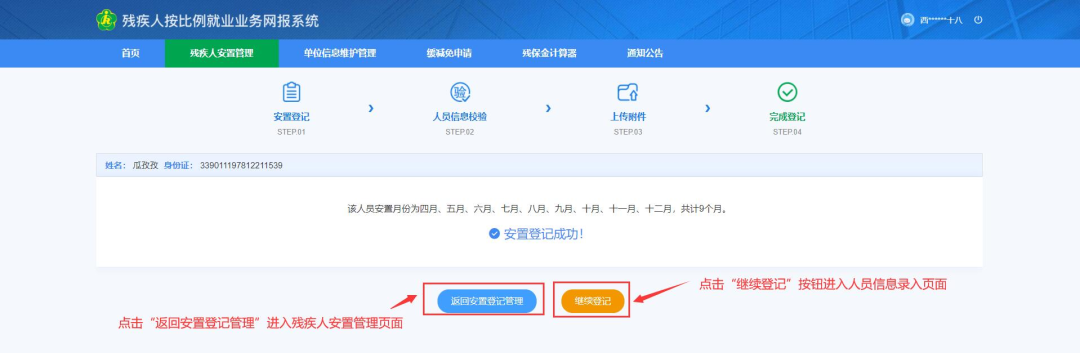 残疾人按比例就业业务网报系统
西******十八
首页 残疾人安置管理 单位信息维护管理 缓减免申请 残保金计算器 通知公告
安置登记 人员信息校验 上传附件 完成登记
STEP.01 STEP.02 STEP.03 STEP.04
姓名： 瓜孜孜 身份证： 339011197812211539
该人员安置月份为四月、五月、六月、七月、八月、九月、十月、十一月、十二月，共计9个月。
安置登记成功！
点击“继续登记”按钮进入人员信息录入页面
返回安置登记管理 继续登记
点击“返回安置登记管理”进入残疾人安置管理页面